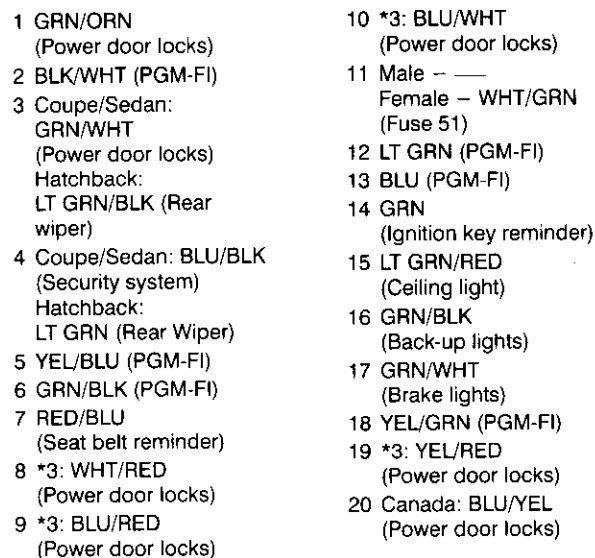 1 GRN/ORN
(Power door locks)
2 BLK/WHT (PGM-FI)
3 Coupe/Sedan:
GRN/WHT
(Power door locks)
Hatchback:
LT GRN/BLK (Rear
wiper)
4 Coupe/Sedan: BLU/BLK
(Security system)
Hatchback:
LT GRN (Rear Wiper)
5 YEL/BLU (PGM-FI)
6 GRN/BLK (PGM-FI)
7 RED/BLU
(Seat belt reminder)
8 *3: WHT/RED
(Power door locks)
9 *3: BLU/RED
(Power door locks)
10 *3: BLU/WHT
(Power door locks)
11 Male – —
Female – WHT/GRN
(Fuse 51)
12 LT GRN (PGM-FI)
13 BLU (PGM-FI)
14 GRN
(Ignition key reminder)
15 LT GRN/RED
(Ceiling light)
16 GRN/BLK
(Back-up lights)
17 GRN/WHT
(Brake lights)
18 YEL/GRN (PGM-FI)
19 *3: YEL/RED
(Power door locks)
20 Canada: BLU/YEL
(Power door locks)